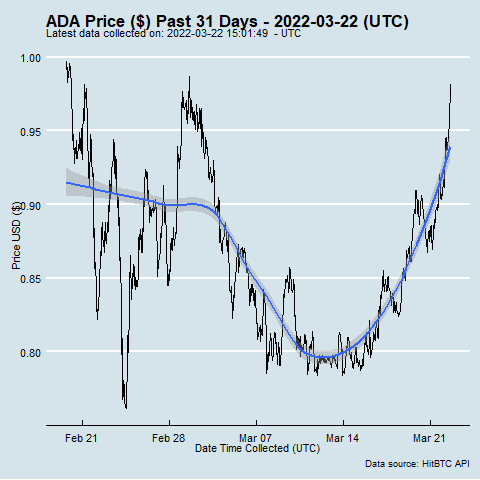 ADA Price ($) Past 31 Days - 2022-03-22 (UTC)
Latest data collected on: 2022-03-22 15:01:49 - UTC
1.00
0.95
0.90
0.85
0.80
Price USD ($)
Feb 21 Feb 28 Mar 07 Mar 14 Mar 21
Date Time Collected (UTC)
Data source: HitBTC API